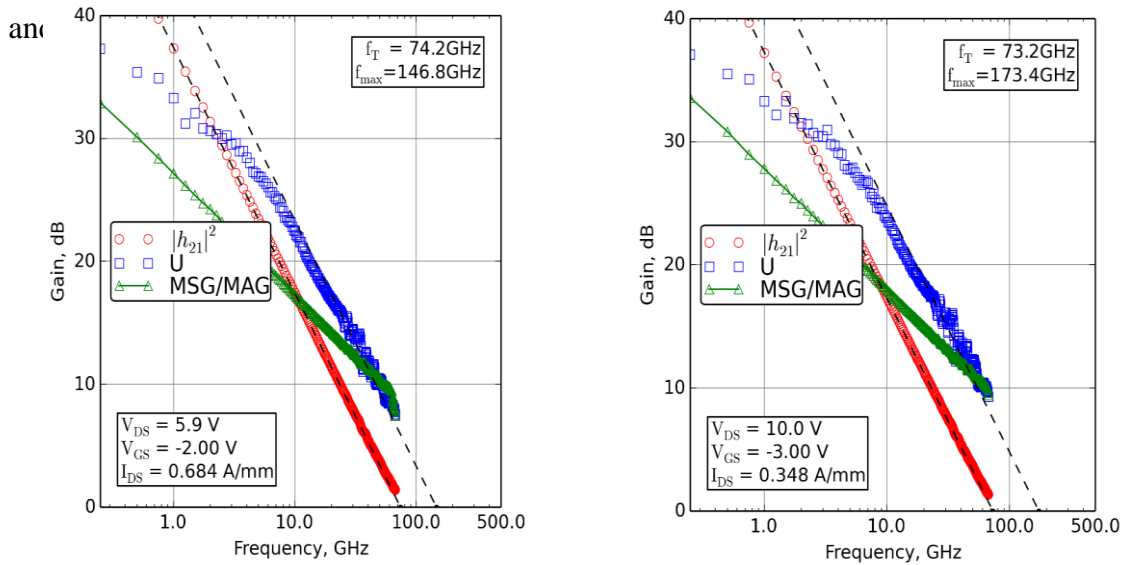 and
40
30
20
10
0
Gain, dB
f_T = 74.2GHz
f_max=146.8GHz
|h_21|^2
U
MSG/MAG
V_DS = 5.9 V
V_GS = -2.00 V
I_DS = 0.684 A/mm
1.0 10.0 100.0 500.0
Frequency, GHz
40
30
20
10
0
Gain, dB
f_T = 73.2GHz
f_max=173.4GHz
|h_21|^2
U
MSG/MAG
V_DS = 10.0 V
V_GS = -3.00 V
I_DS = 0.348 A/mm
1.0 10.0 100.0 500.0
Frequency, GHz